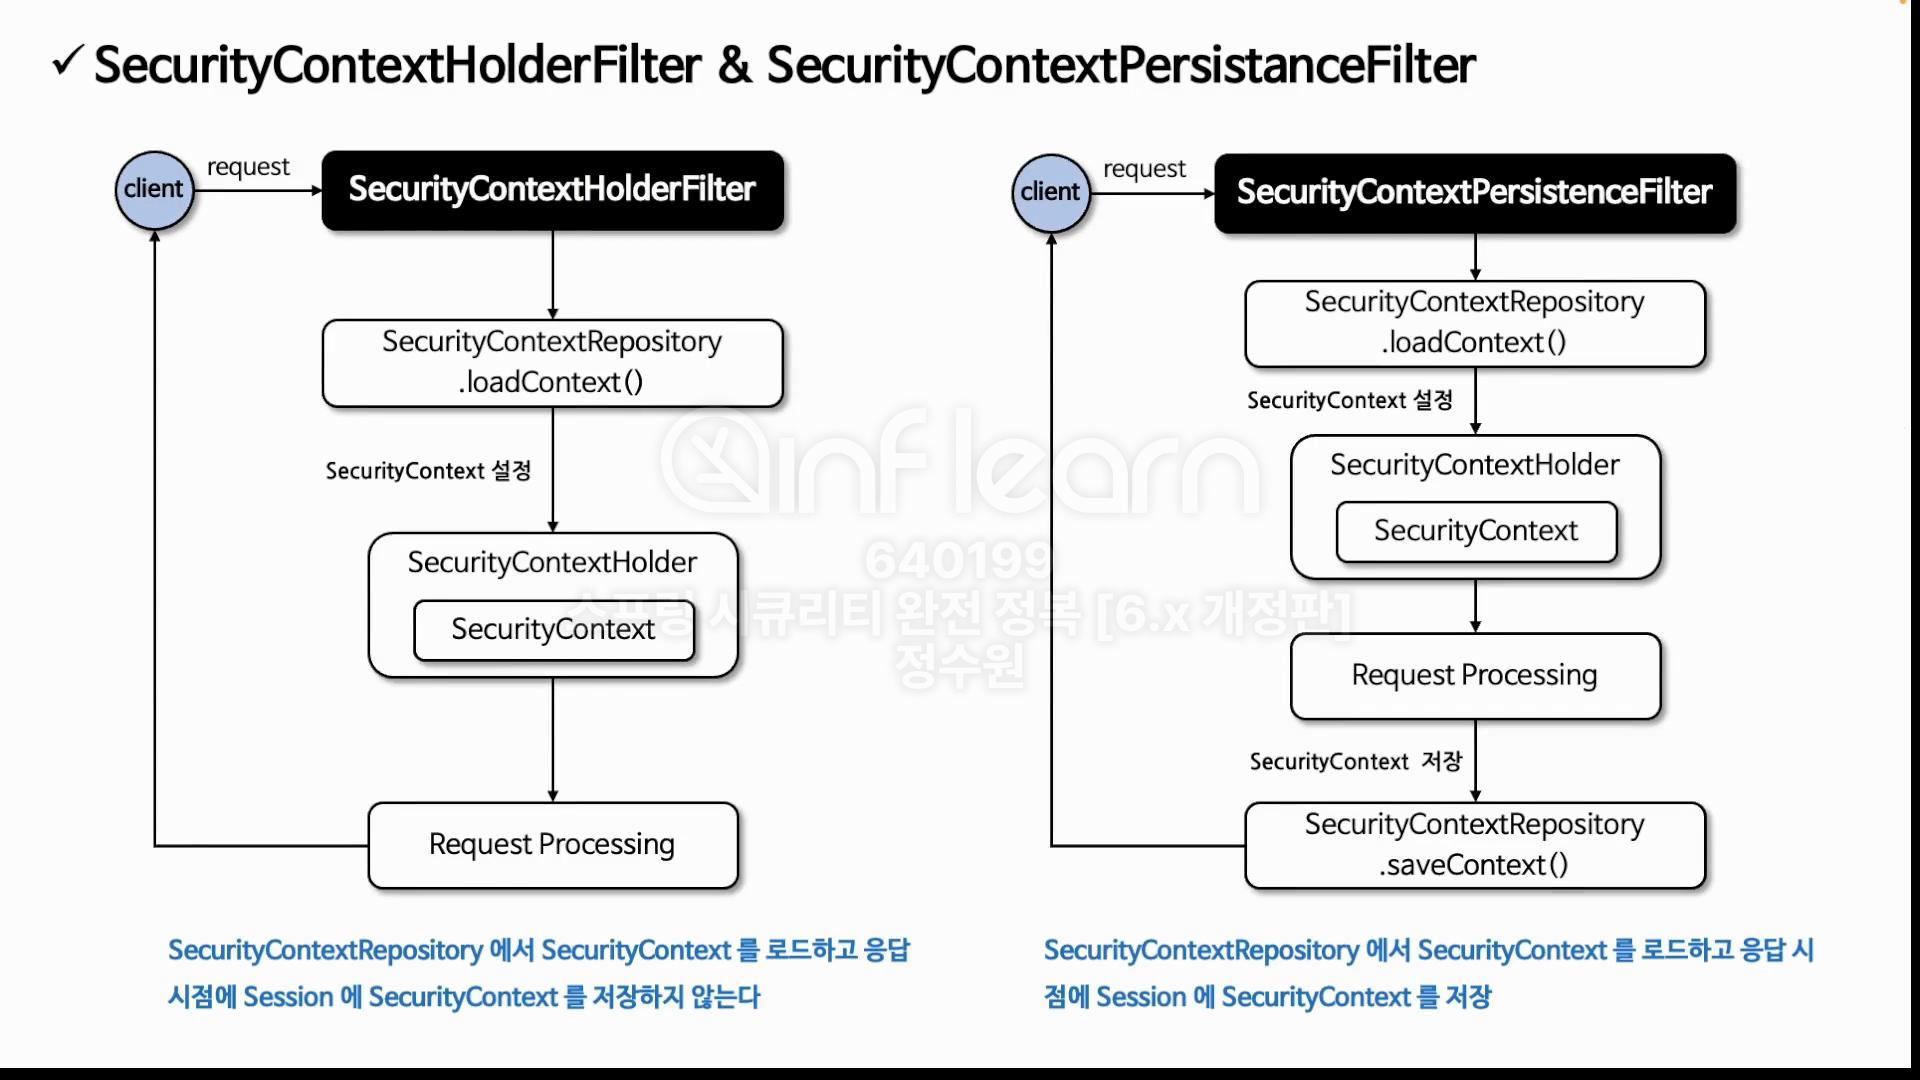 ✓ SecurityContextHolderFilter & SecurityContextPersistanceFilter
client
request
SecurityContextHolderFilter
SecurityContextRepository
.loadContext()
SecurityContext 설정
SecurityContextHolder
SecurityContext
Request Processing
SecurityContextRepository 에서 SecurityContext 를 로드하고 응답
시점에 Session 에 SecurityContext 를 저장하지 않는다
client
request
SecurityContextPersistenceFilter
SecurityContextRepository
.loadContext()
SecurityContext 설정
SecurityContextHolder
SecurityContext
Request Processing
SecurityContext 저장
SecurityContextRepository
.saveContext()
SecurityContextRepository 에서 SecurityContext 를 로드하고 응답 시
점에 Session 에 SecurityContext 를 저장
inflearn
640199
스프링 시큐리티 완전 정복 [6.x 개정판]
정수원